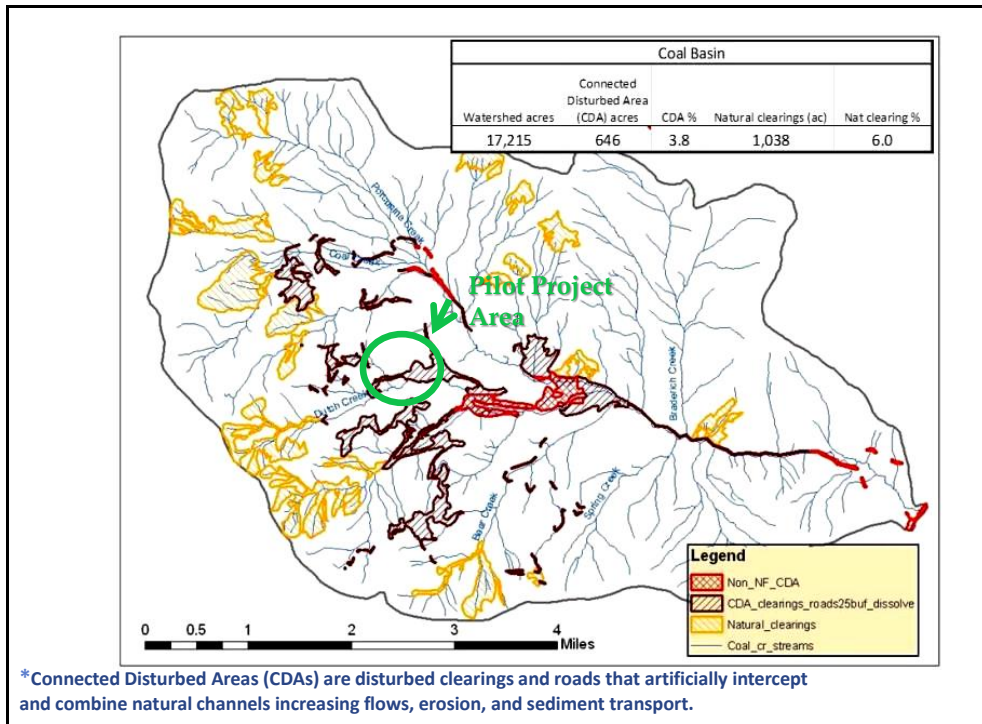 Coal Basin
Watershed acres
Connected
Disturbed Area
(CDA) acres
CDA %
Natural clearings (ac)
Nat clearing %
17,215 646 3.8 1,038 6.0
Coal Creek
Pilot Project
Area
Dutch Creek
Braderich Creek
Bear Creek
Spring Creek
Legend
Non_NF_CDA
CDA_clearings_roads25buf_dissolve
Natural_clearings
Coal_cr_streams
0 0.5 1 2 3 4
Miles
*Connected Disturbed Areas (CDAs) are disturbed clearings and roads that artificially intercept
and combine natural channels increasing flows, erosion, and sediment transport.